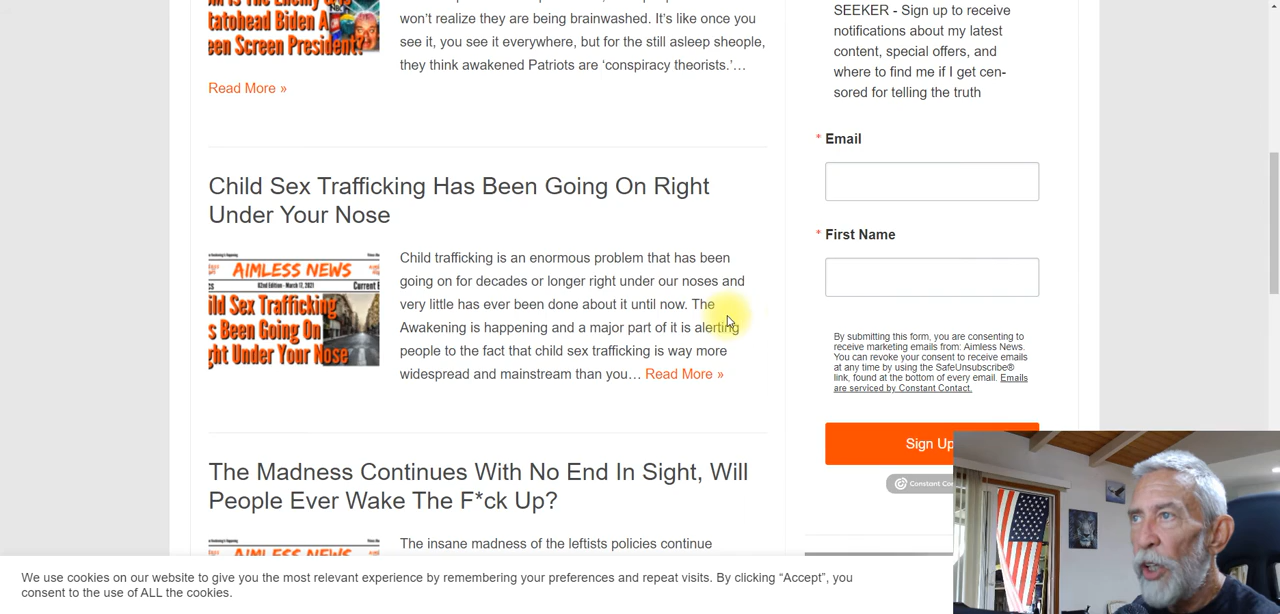 om Is The Enemy & Is
tatohead Biden A
een Screen President?
won't realize they are being brainwashed. It's like once you
see it, you see it everywhere, but for the still asleep sheople,
they think awakened Patriots are 'conspiracy theorists.'…
Read More »
Child Sex Trafficking Has Been Going On Right
Under Your Nose
AIMLESS NEWS
62nd Edition - March 17, 2021
Current E
ild Sex Trafficking
s Been Going On
ght Under Your Nose
Child trafficking is an enormous problem that has been
going on for decades or longer right under our noses and
very little has ever been done about it until now. The
Awakening is happening and a major part of it is alerting
people to the fact that child sex trafficking is way more
widespread and mainstream than you… Read More »
The Madness Continues With No End In Sight, Will
People Ever Wake The F*ck Up?
AIMLESS NEWS
The insane madness of the leftists policies continue
SEEKER - Sign up to receive
notifications about my latest
content, special offers, and
where to find me if I get cen-
sored for telling the truth
* Email
* First Name
By submitting this form, you are consenting to
receive marketing emails from: Aimless News.
You can revoke your consent to receive emails
at any time by using the SafeUnsubscribe®
link, found at the bottom of every email. Emails
are serviced by Constant Contact.
Sign Up
Constant Co
We use cookies on our website to give you the most relevant experience by remembering your preferences and repeat visits. By clicking "Accept", you
consent to the use of ALL the cookies.